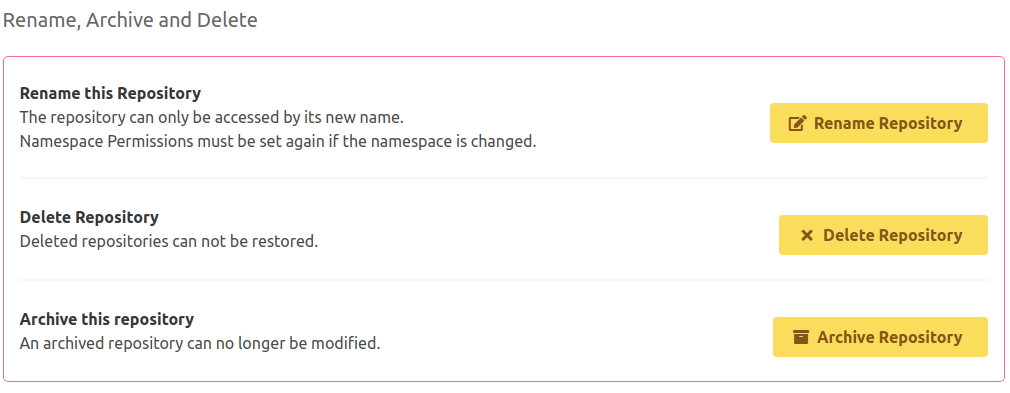 Rename, Archive and Delete
Rename this Repository
The repository can only be accessed by its new name.
Namespace Permissions must be set again if the namespace is changed.
Rename Repository
Delete Repository
Deleted repositories can not be restored.
Delete Repository
Archive this repository
An archived repository can no longer be modified.
Archive Repository